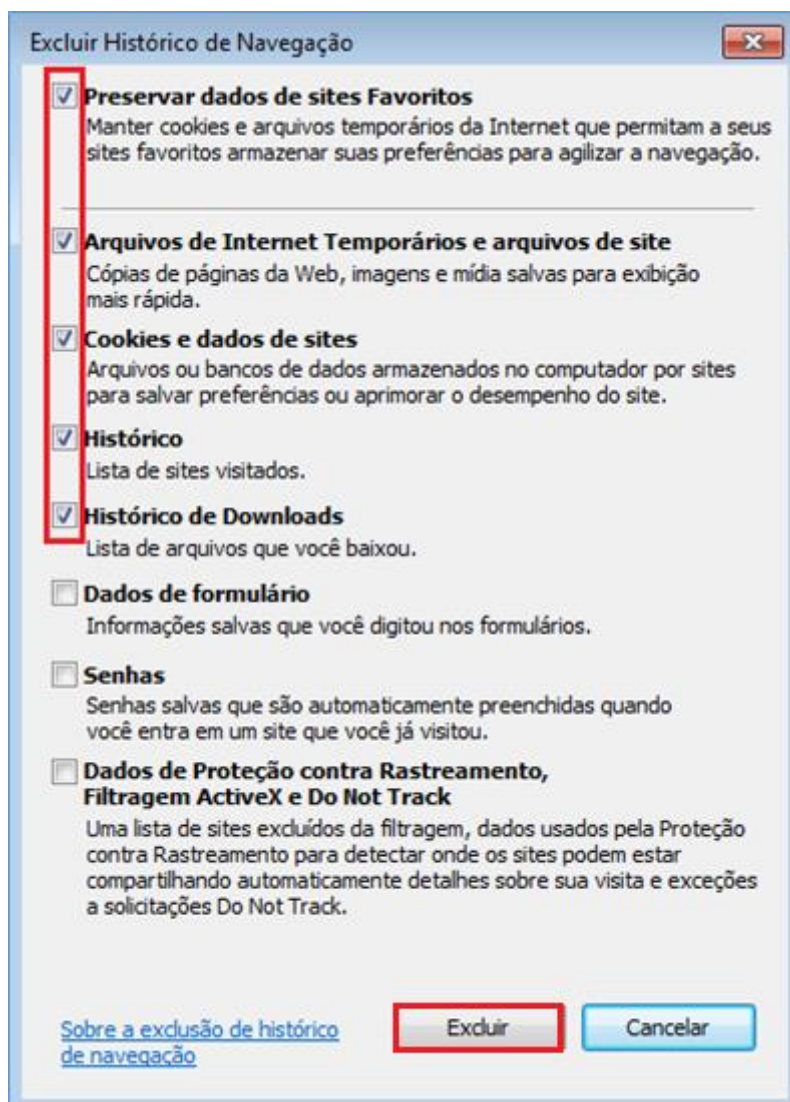 Excluir Histórico de Navegação
Preservar dados de sites Favoritos
Manter cookies e arquivos temporários da Internet que permitam a seus
sites favoritos armazenar suas preferências para agilizar a navegação.
Arquivos de Internet Temporários e arquivos de site
Cópias de páginas da Web, imagens e mídia salvas para exibição
mais rápida.
Cookies e dados de sites
Arquivos ou bancos de dados armazenados no computador por sites
para salvar preferências ou aprimorar o desempenho do site.
Histórico
Lista de sites visitados.
Histórico de Downloads
Lista de arquivos que você baixou.
Dados de formulário
Informações salvas que você digitou nos formulários.
Senhas
Senhas salvas que são automaticamente preenchidas quando
você entra em um site que você já visitou.
Dados de Proteção contra Rastreamento,
Filtragem ActiveX e Do Not Track
Uma lista de sites excluídos da filtragem, dados usados pela Proteção
contra Rastreamento para detectar onde os sites podem estar
compartilhando automaticamente detalhes sobre sua visita e exceções
a solicitações Do Not Track.
Sobre a exclusão de histórico
de navegação
Excluir
Cancelar